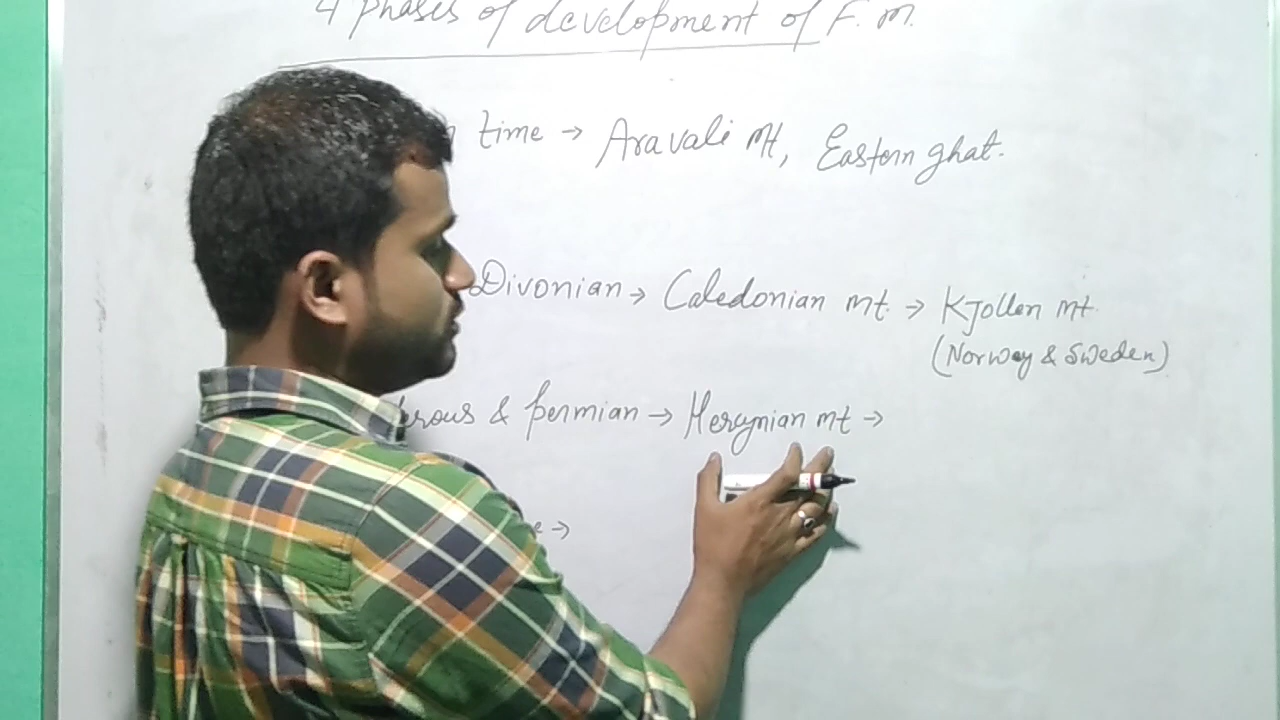 4 phases of development of F.m.
time → Aravali mt, Eastern ghat.
Divonian → Caledonian mt. → Kjollen mt.
(Norway & Sweden)
erous & permian → Hercynian mt →
e →